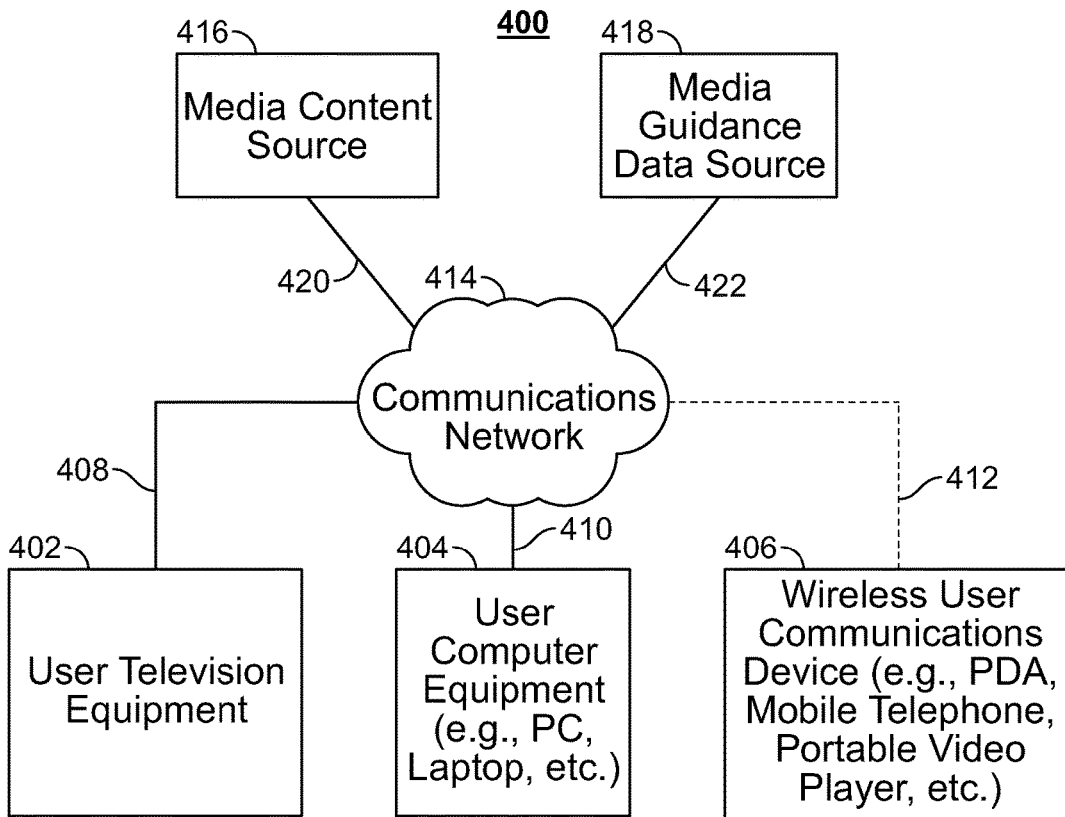 400
416
Media Content
Source
418
Media
Guidance
Data Source
420
414
422
Communications
Network
408
410
412
402
User Television
Equipment
404
User
Computer
Equipment
(e.g., PC,
Laptop, etc.)
406
Wireless User
Communications
Device (e.g., PDA,
Mobile Telephone,
Portable Video
Player, etc.)